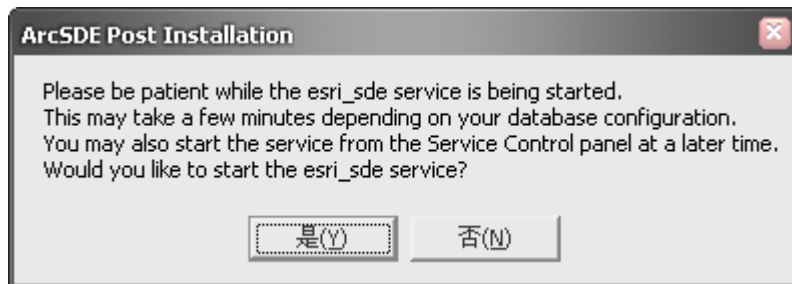 ArcSDE Post Installation
Please be patient while the esri_sde service is being started.
This may take a few minutes depending on your database configuration.
You may also start the service from the Service Control panel at a later time.
Would you like to start the esri_sde service?
是(Y) 否(N)